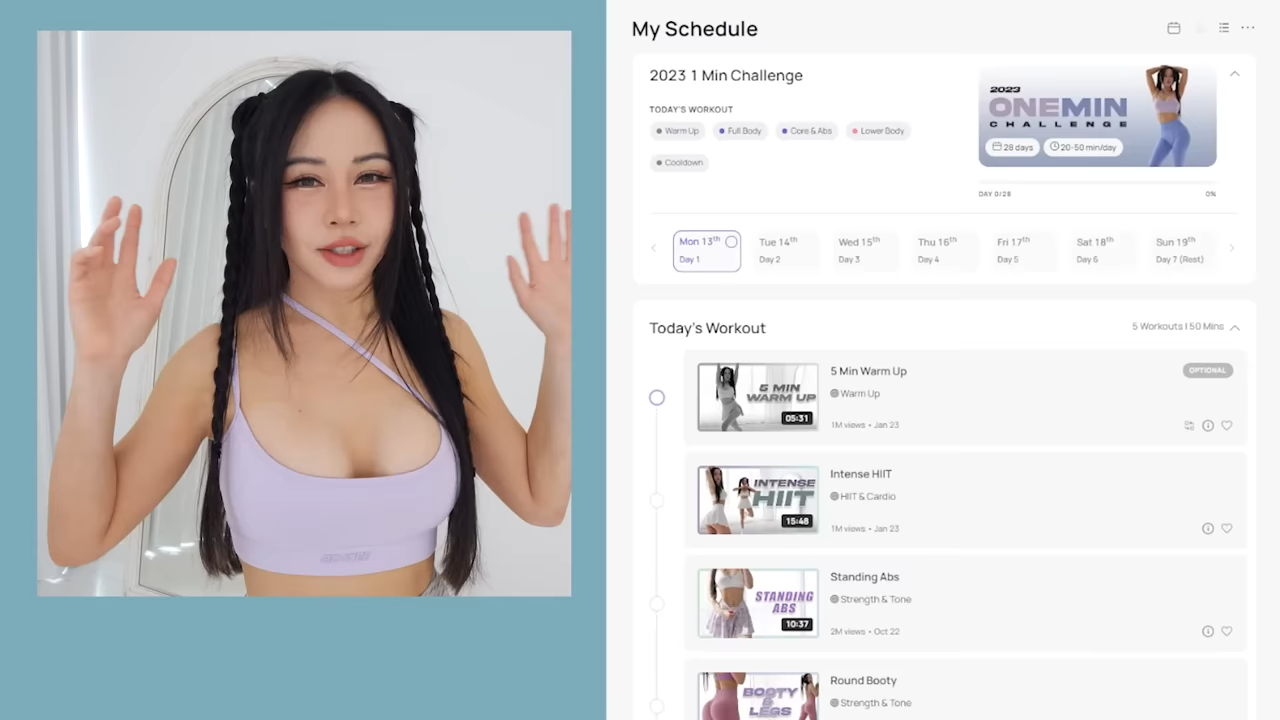 My Schedule
2023 1 Min Challenge
TODAY'S WORKOUT
Warm Up
Full Body
Core & Abs
Lower Body
Cooldown
2023
ONEMIN
CHALLENGE
28 days
20-50 min/day
DAY 0/28
0%
Mon 13th
Day 1
Tue 14th
Day 2
Wed 15th
Day 3
Thu 16th
Day 4
Fri 17th
Day 5
Sat 18th
Day 6
Sun 19th
Day 7 (Rest)
Today's Workout
5 Workouts | 50 Mins
5 MIN
WARM UP
05:31
5 Min Warm Up
Warm Up
1M views • Jan 23
OPTIONAL
INTENSE
HIIT
15:48
Intense HIIT
HIIT & Cardio
1M views • Jan 23
STANDING
ABS
10:37
Standing Abs
Strength & Tone
2M views • Oct 22
BOOTY
&
LEGS
Round Booty
Strength & Tone